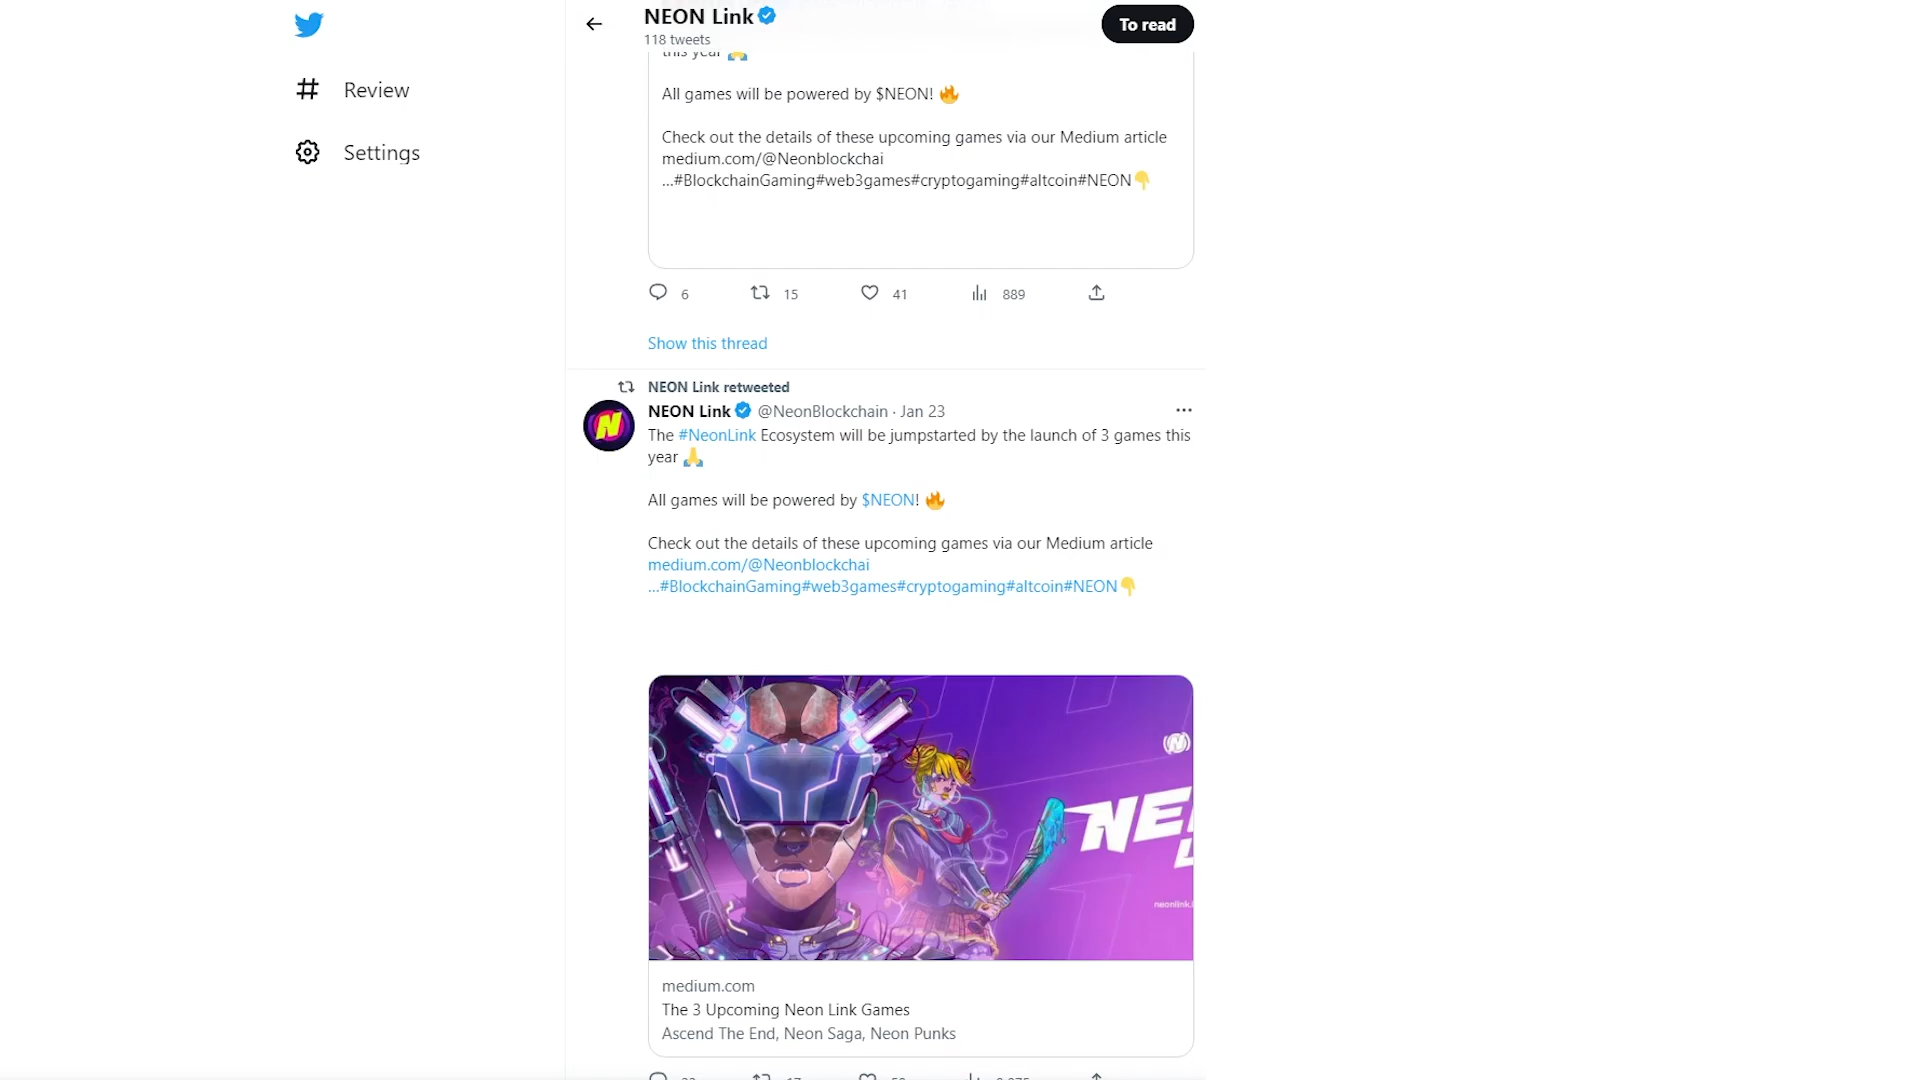 NEON Link
118 tweets
To read
Review
Settings
this year 🙏
All games will be powered by $NEON! 🔥
Check out the details of these upcoming games via our Medium article
medium.com/@Neonblockchai
...#BlockchainGaming#web3games#cryptogaming#altcoin#NEON👇
6 15 41 889
Show this thread
NEON Link retweeted
NEON Link @NeonBlockchain · Jan 23
The #NeonLink Ecosystem will be jumpstarted by the launch of 3 games this
year 🙏
All games will be powered by $NEON! 🔥
Check out the details of these upcoming games via our Medium article
medium.com/@Neonblockchai
...#BlockchainGaming#web3games#cryptogaming#altcoin#NEON👇
neonlink.
medium.com
The 3 Upcoming Neon Link Games
Ascend The End, Neon Saga, Neon Punks